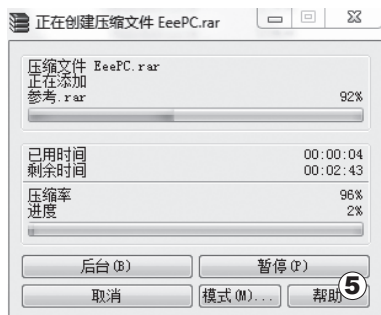 正在创建压缩文件 EeePC.rar
压缩文件 EeePC.rar
正在添加
参考.rar 92%
已用时间 00:00:04
剩余时间 00:02:43
压缩率 96%
进度 2%
后台(B) 暂停(P)
取消 模式(M)... 帮助
5